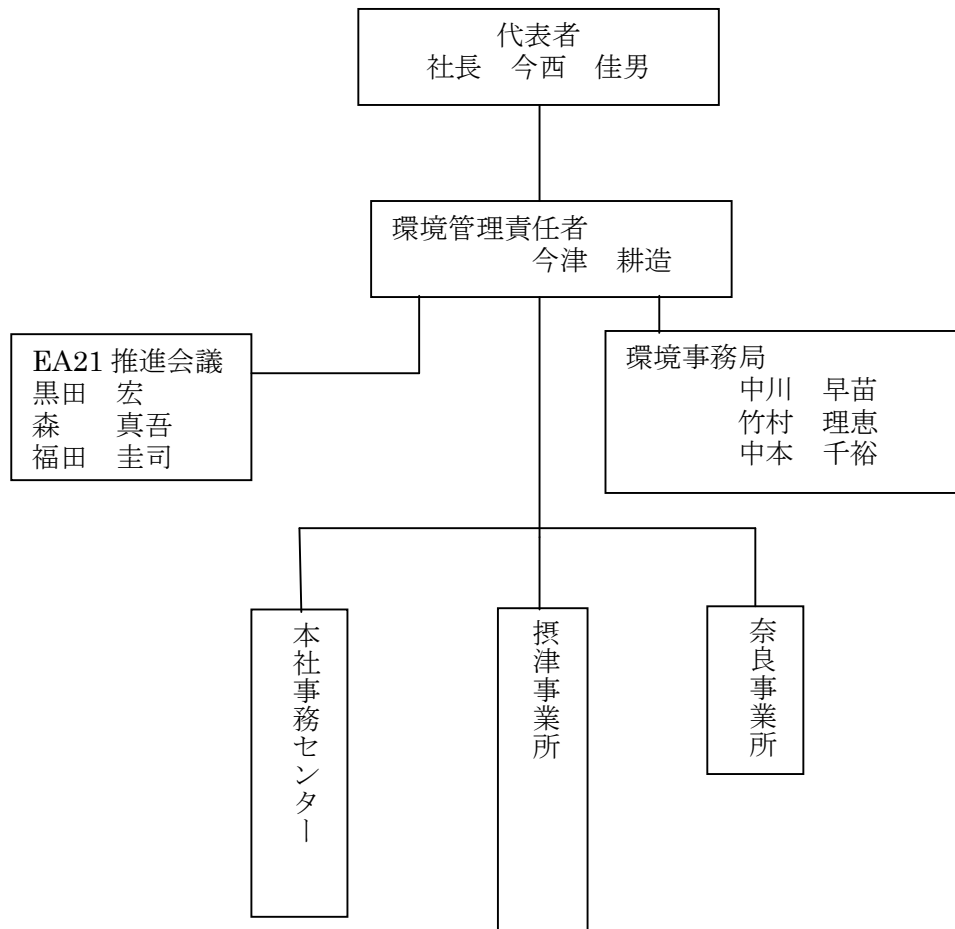 代表者
社長　今西　佳男
環境管理責任者
今津　耕造
EA21 推進会議
黒田　宏
森　　真吾
福田　圭司
環境事務局
中川　早苗
竹村　理恵
中本　千裕
本社事務センター
摂津事業所
奈良事業所